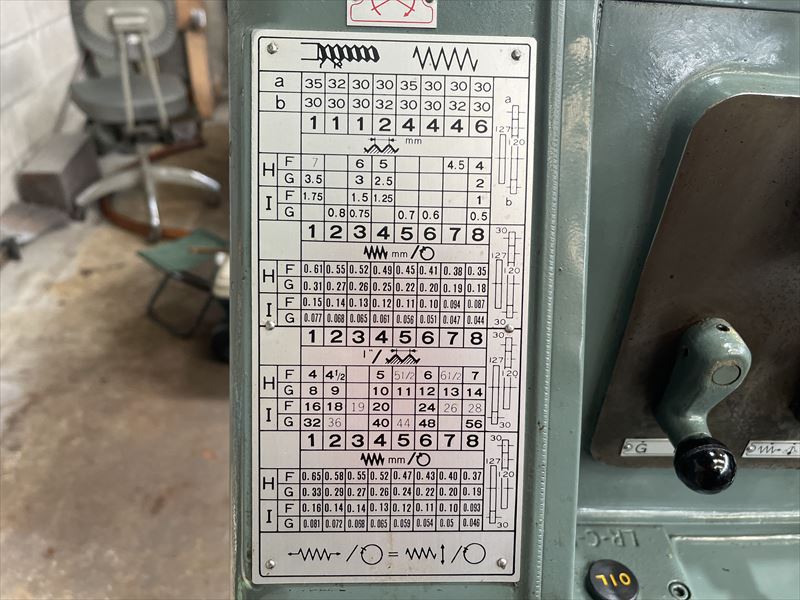 a 35 32 30 30 35 30 30 30
b 30 30 30 32 30 30 32 30
1 1 1 2 4 4 4 6
mm
H F 7 6 5 4.5 4
G 3.5 3 2.5 2
I F 1.75 1.5 1.25 1
G 0.8 0.75 0.7 0.6 0.5
a
127 120
b
1 2 3 4 5 6 7 8
mm/
H F 0.61 0.55 0.52 0.49 0.45 0.41 0.38 0.35
G 0.31 0.27 0.26 0.25 0.22 0.20 0.19 0.18
I F 0.15 0.14 0.13 0.12 0.11 0.10 0.094 0.087
G 0.077 0.068 0.065 0.061 0.056 0.051 0.047 0.044
30
127 120
30
1 2 3 4 5 6 7 8
1"/
H F 4 4½ 5 5 1/2 6 6 1/2 7
G 8 9 10 11 12 13 14
I F 16 18 19 20 24 26 28
G 32 36 40 44 48 56
30
127 120
30
1 2 3 4 5 6 7 8
mm/
H F 0.65 0.58 0.55 0.52 0.47 0.43 0.40 0.37
G 0.33 0.29 0.27 0.26 0.24 0.22 0.20 0.19
I F 0.16 0.14 0.14 0.13 0.12 0.11 0.10 0.093
G 0.081 0.072 0.068 0.065 0.059 0.054 0.05 0.046
30
127 120
30
/ = /
G
LR-C-
OIL